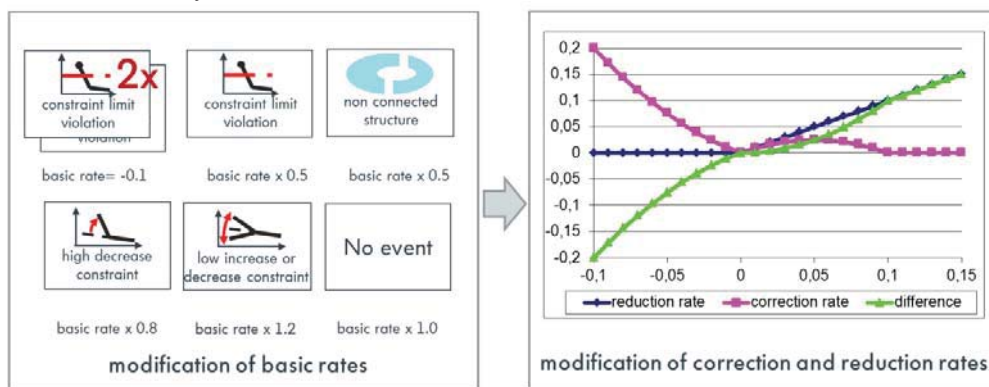 2x
constraint limit
violation
violation
basic rate= -0.1
constraint limit
violation
basic rate x 0.5
non connected
structure
basic rate x 0.5
high decrease
constraint
basic rate x 0.8
low increase or
decrease constraint
basic rate x 1.2
No event
basic rate x 1.0
modification of basic rates
0,2
0,15
0,1
0,05
0
-0,05
-0,1
-0,15
-0,2
-0,1
-0,05
0
0,05
0,1
0,15
reduction rate
correction rate
difference
modification of correction and reduction rates